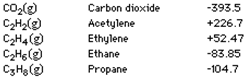 CO₂(g) Carbon dioxide -393.5
C₂H₂(g) Acetylene +226.7
C₂H₄(g) Ethylene +52.47
C₂H₆(g) Ethane -83.85
C₃H₈(g) Propane -104.7